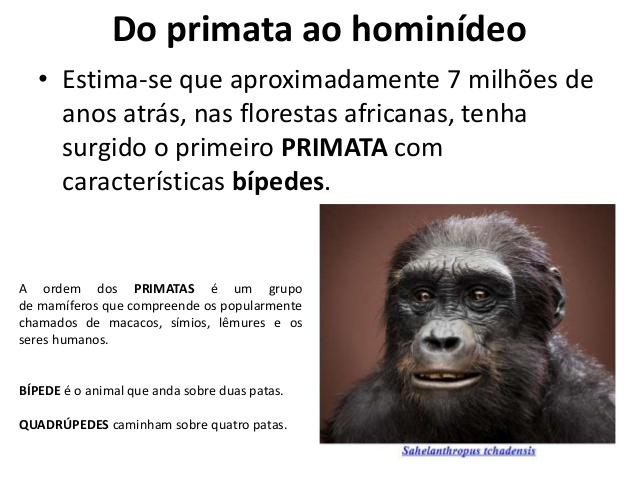 Do primata ao hominídeo
• Estima-se que aproximadamente 7 milhões de
anos atrás, nas florestas africanas, tenha
surgido o primeiro PRIMATA com
características bípedes.
A ordem dos PRIMATAS é um grupo
de mamíferos que compreende os popularmente
chamados de macacos, símios, lêmures e os
seres humanos.
BÍPEDE é o animal que anda sobre duas patas.
QUADRÚPEDES caminham sobre quatro patas.
Sahelanthropus tchadensis